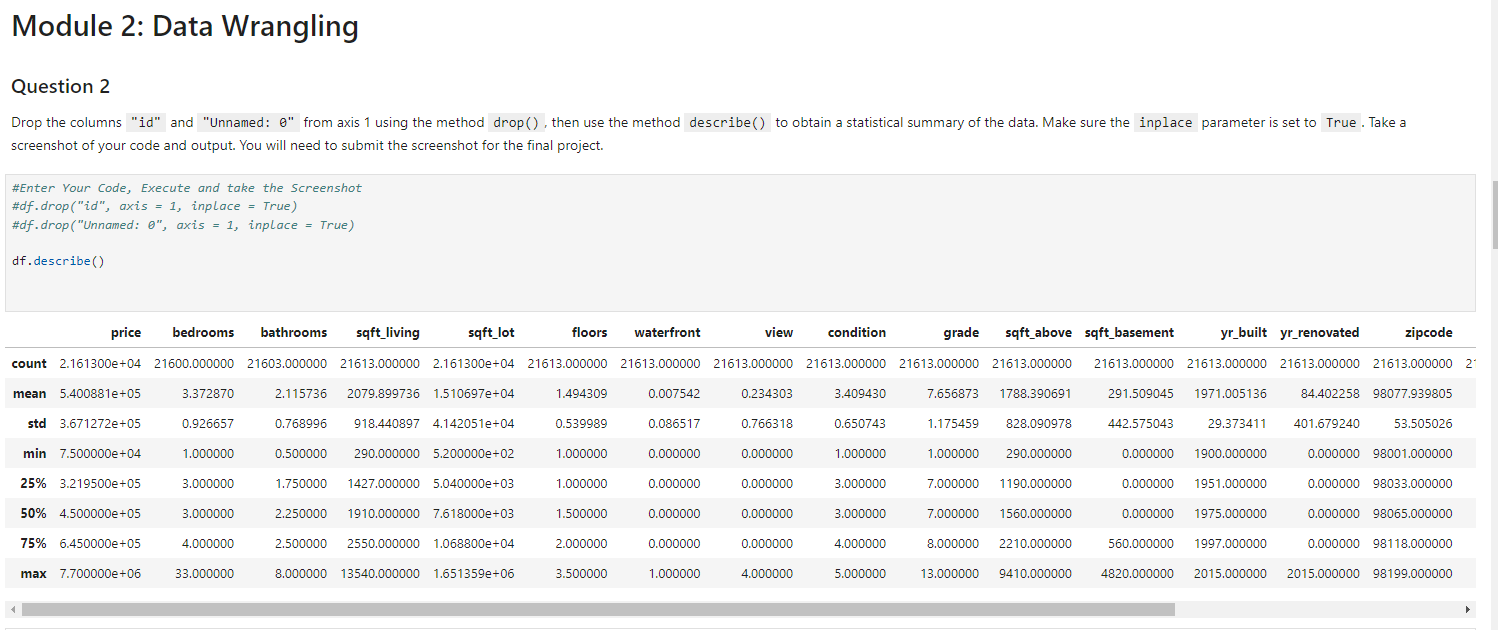 Module 2: Data Wrangling
Question 2
Drop the columns "id" and "Unnamed: 0" from axis 1 using the method drop() , then use the method describe() to obtain a statistical summary of the data. Make sure the inplace parameter is set to True . Take a
screenshot of your code and output. You will need to submit the screenshot for the final project.
#Enter Your Code, Execute and take the Screenshot
#df.drop("id", axis = 1, inplace = True)
#df.drop("Unnamed: 0", axis = 1, inplace = True)
df.describe()
price bedrooms bathrooms sqft_living sqft_lot floors waterfront view condition grade sqft_above sqft_basement yr_built yr_renovated zipcode
count 2.161300e+04 21600.000000 21603.000000 21613.000000 2.161300e+04 21613.000000 21613.000000 21613.000000 21613.000000 21613.000000 21613.000000 21613.000000 21613.000000 21613.000000 21613.000000 21
mean 5.400881e+05 3.372870 2.115736 2079.899736 1.510697e+04 1.494309 0.007542 0.234303 3.409430 7.656873 1788.390691 291.509045 1971.005136 84.402258 98077.939805
std 3.671272e+05 0.926657 0.768996 918.440897 4.142051e+04 0.539989 0.086517 0.766318 0.650743 1.175459 828.090978 442.575043 29.373411 401.679240 53.505026
min 7.500000e+04 1.000000 0.500000 290.000000 5.200000e+02 1.000000 0.000000 0.000000 1.000000 1.000000 290.000000 0.000000 1900.000000 0.000000 98001.000000
25% 3.219500e+05 3.000000 1.750000 1427.000000 5.040000e+03 1.000000 0.000000 0.000000 3.000000 7.000000 1190.000000 0.000000 1951.000000 0.000000 98033.000000
50% 4.500000e+05 3.000000 2.250000 1910.000000 7.618000e+03 1.500000 0.000000 0.000000 3.000000 7.000000 1560.000000 0.000000 1975.000000 0.000000 98065.000000
75% 6.450000e+05 4.000000 2.500000 2550.000000 1.068800e+04 2.000000 0.000000 0.000000 4.000000 8.000000 2210.000000 560.000000 1997.000000 0.000000 98118.000000
max 7.700000e+06 33.000000 8.000000 13540.000000 1.651359e+06 3.500000 1.000000 4.000000 5.000000 13.000000 9410.000000 4820.000000 2015.000000 2015.000000 98199.000000